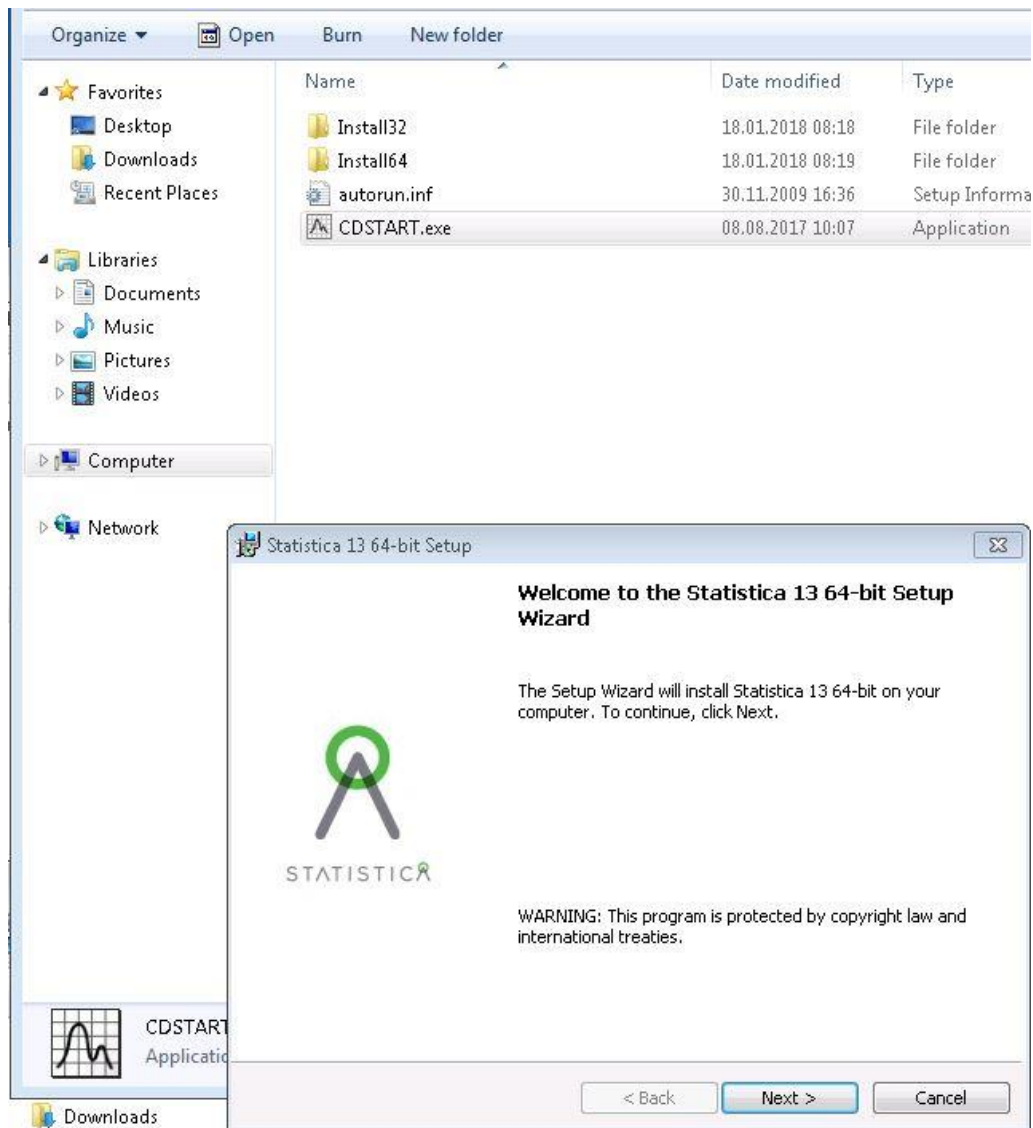 Organize Open Burn New folder
Name Date modified Type
Favorites
Desktop
Downloads
Recent Places
Libraries
Documents
Music
Pictures
Videos
Computer
Network
Install32 18.01.2018 08:18 File folder
Install64 18.01.2018 08:19 File folder
autorun.inf 30.11.2009 16:36 Setup Informa
CDSTART.exe 08.08.2017 10:07 Application
Statistica 13 64-bit Setup
Welcome to the Statistica 13 64-bit Setup
Wizard
The Setup Wizard will install Statistica 13 64-bit on your
computer. To continue, click Next.
STATISTICA
WARNING: This program is protected by copyright law and
international treaties.
< Back Next > Cancel
CDSTART
Applicatio
Downloads